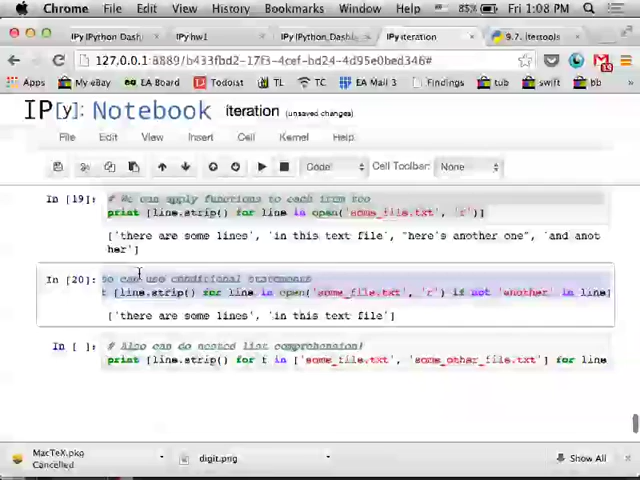 Chrome File Edit View History Bookmarks Window Help 85% Fri 1:08 PM
IPy IPython Dash IPy hw1 IPy IPython Dash IPy iteration 9.7. itertools
127.0.0.1:8889/b433fbd2-17f3-4cef-bd24-4d95e0bed346#
Apps My eBay EA Board Todoist TL TC EA Mail 3 Findings tub swift bb
IP[y]: Notebook iteration (unsaved changes)
File Edit View Insert Cell Kernel Help
Code Cell Toolbar: None
In [19]: # We can apply functions to each item too
print [line.strip() for line in open('some_file.txt', 'r')]
['there are some lines', 'in this text file', "here's another one", 'and anot
her']
In [20]: so can use conditional statements
t [line.strip() for line in open('some_file.txt', 'r') if not 'another' in line]
['there are some lines', 'in this text file']
In [ ]: # Also can do nested list comprehension!
print [line.strip() for f in ['some_file.txt', 'some_other_file.txt'] for line
MacTeX.pkg
Cancelled
digit.png
Show All